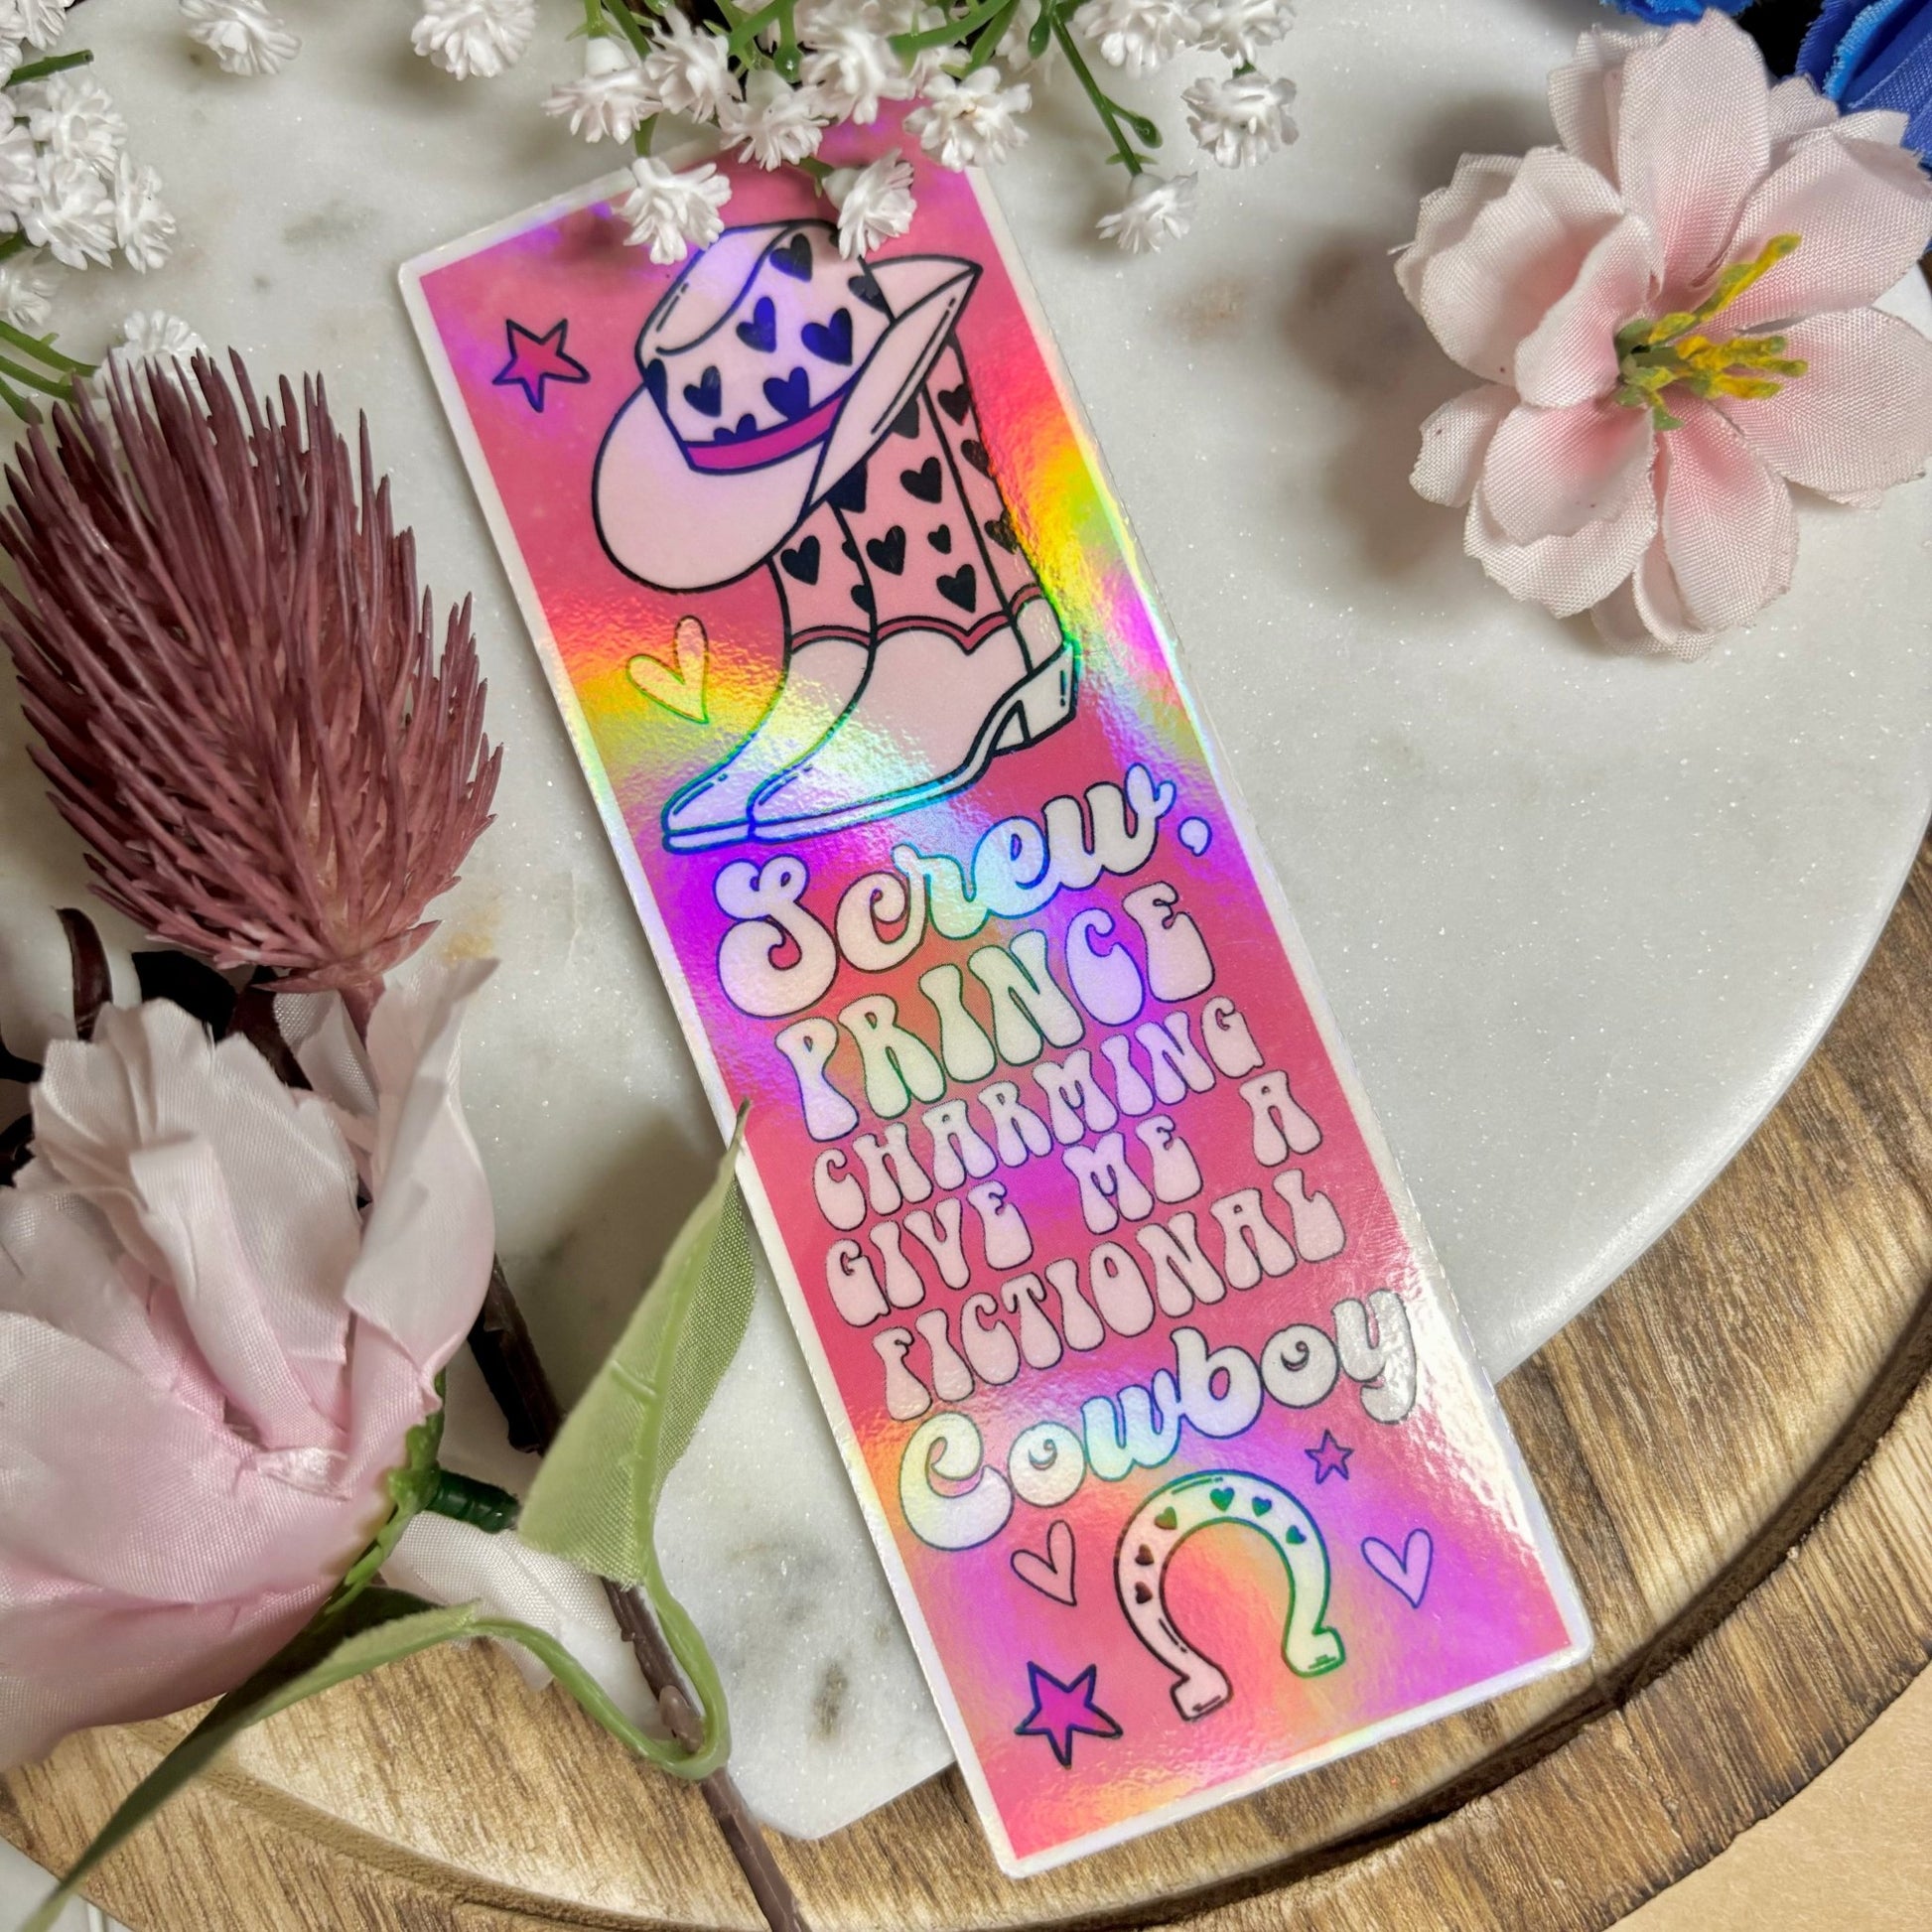 Screw,
PRINCE
CHARMING
GIVE ME A
FICTIONAL
Cowboy